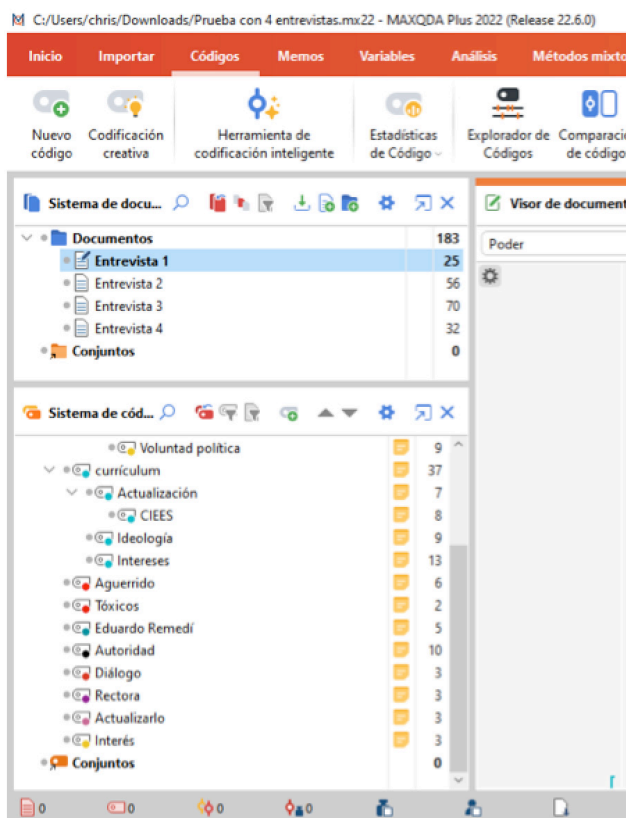 C:/Users/chris/Downloads/Prueba con 4 entrevistas.mx22 - MAXQDA Plus 2022 (Release 22.6.0)
Inicio Importar Códigos Memos Variables Análisis Métodos mixto
Nuevo código
Codificación creativa
Herramienta de codificación inteligente
Estadísticas de Código
Explorador de Códigos
Comparació de código
Sistema de docu...
Documentos 183
Entrevista 1 25
Entrevista 2 56
Entrevista 3 70
Entrevista 4 32
Conjuntos 0
Sistema de cód...
Voluntad política 9
currículum 37
Actualización 7
CIEES 8
Ideología 9
Intereses 13
Aguerrido 6
Tóxicos 2
Eduardo Remedí 5
Autoridad 10
Diálogo 3
Rectora 3
Actualizarlo 3
Interés 3
Conjuntos 0
Visor de document
Poder
0 0 0 0